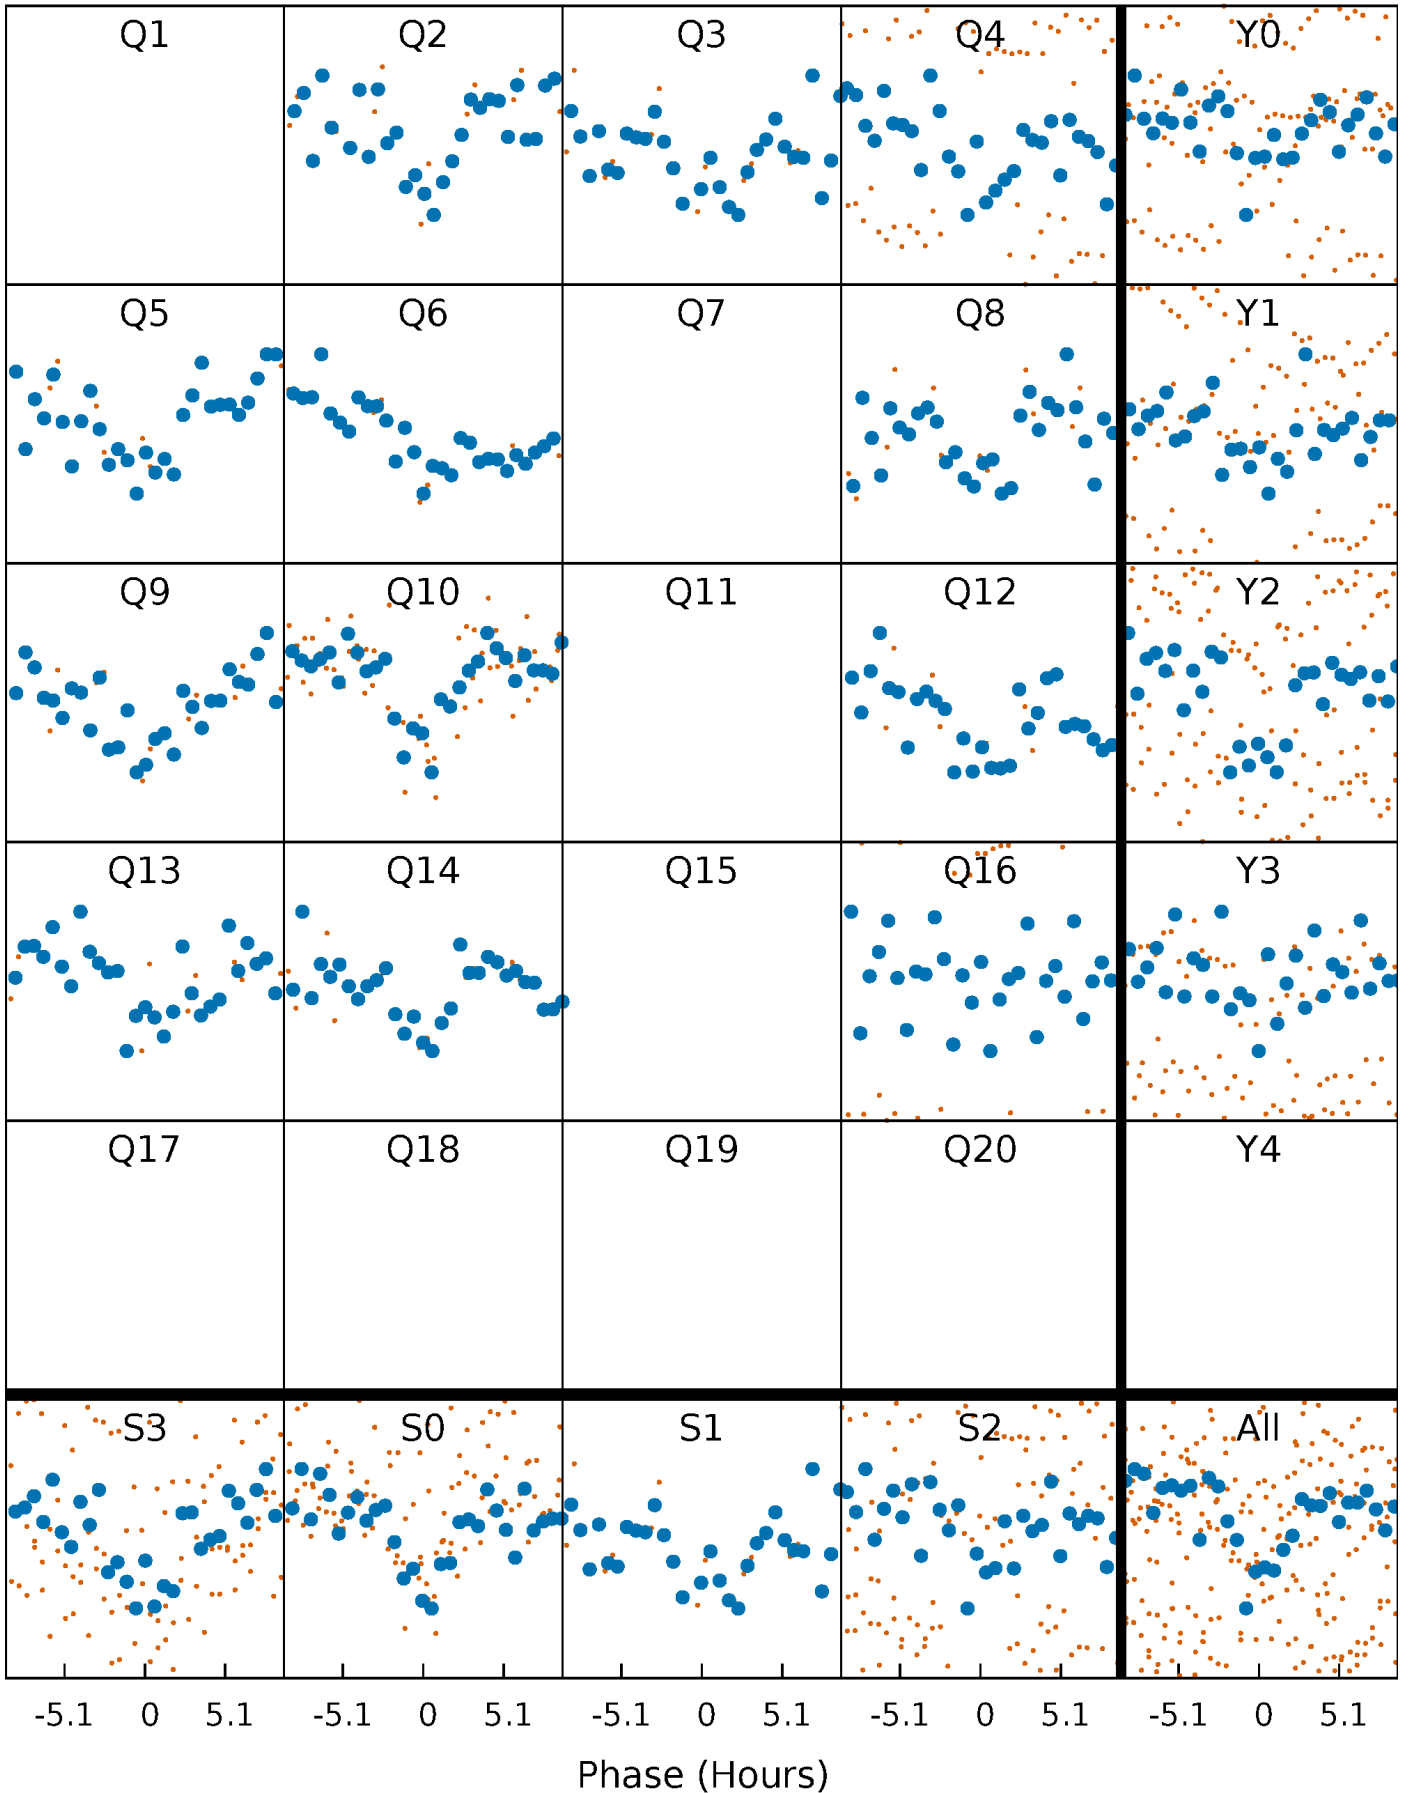 Q1 Q2 Q3 Q4 Y0
Q5 Q6 Q7 Q8 Y1
Q9 Q10 Q11 Q12 Y2
Q13 Q14 Q15 Q16 Y3
Q17 Q18 Q19 Q20 Y4
S3 S0 S1 S2 All
-5.1 0 5.1 -5.1 0 5.1 -5.1 0 5.1 -5.1 0 5.1 -5.1 0 5.1
Phase (Hours)